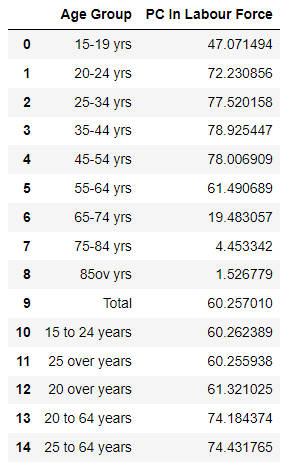 Age Group PC In Labour Force
0 15-19 yrs 47.071494
1 20-24 yrs 72.230856
2 25-34 yrs 77.520158
3 35-44 yrs 78.925447
4 45-54 yrs 78.006909
5 55-64 yrs 61.490689
6 65-74 yrs 19.483057
7 75-84 yrs 4.453342
8 85ov yrs 1.526779
9 Total 60.257010
10 15 to 24 years 60.262389
11 25 over years 60.255938
12 20 over years 61.321025
13 20 to 64 years 74.184374
14 25 to 64 years 74.431765